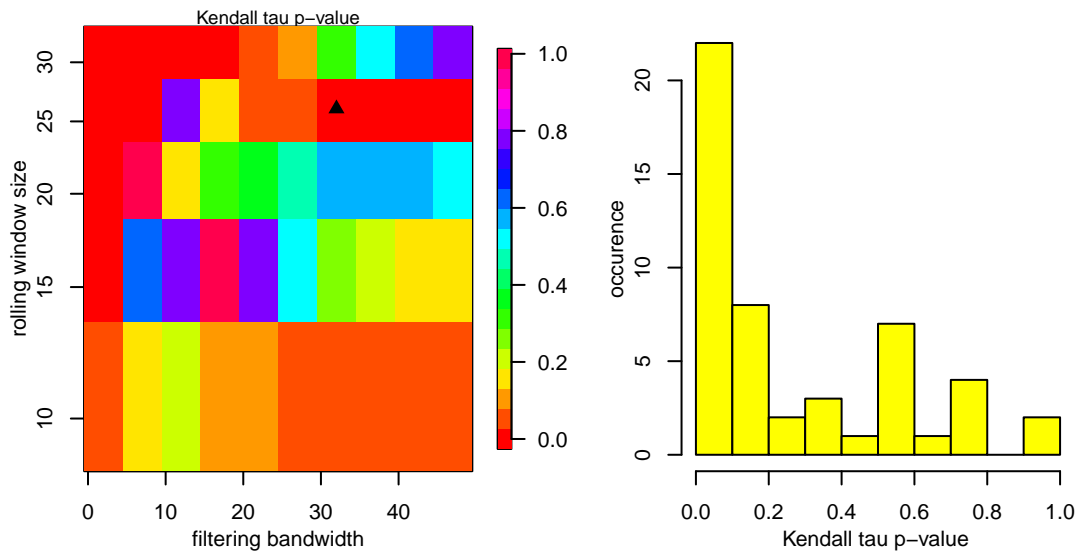 Kendall tau p−value
rolling window size
30
25
20
15
10
0 10 20 30 40
filtering bandwidth
1.0
0.8
0.6
0.4
0.2
0.0
occurence
20
15
10
5
0
0.0 0.2 0.4 0.6 0.8 1.0
Kendall tau p−value